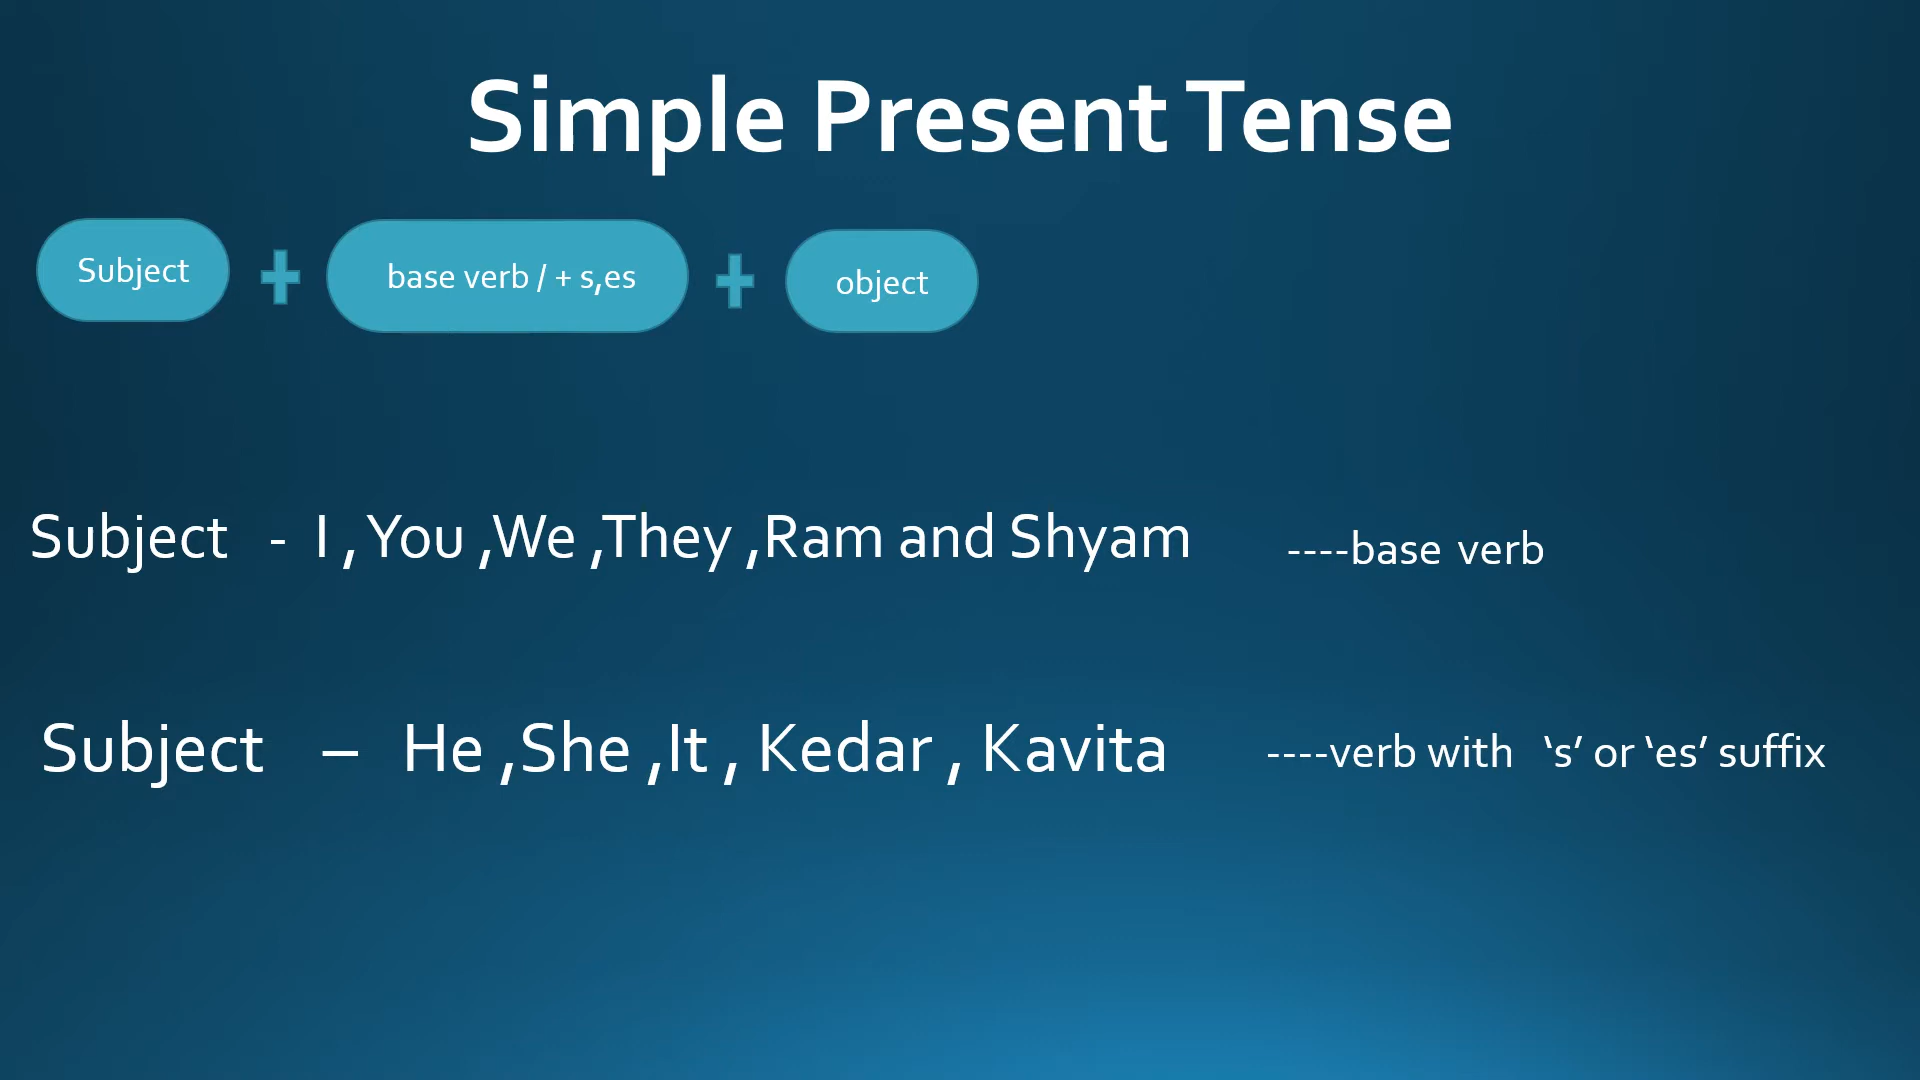 Simple Present Tense
Subject + base verb / + s,es + object
Subject - I , You ,We ,They ,Ram and Shyam ----base verb
Subject – He ,She ,It , Kedar , Kavita ----verb with ‘s’ or ‘es’ suffix